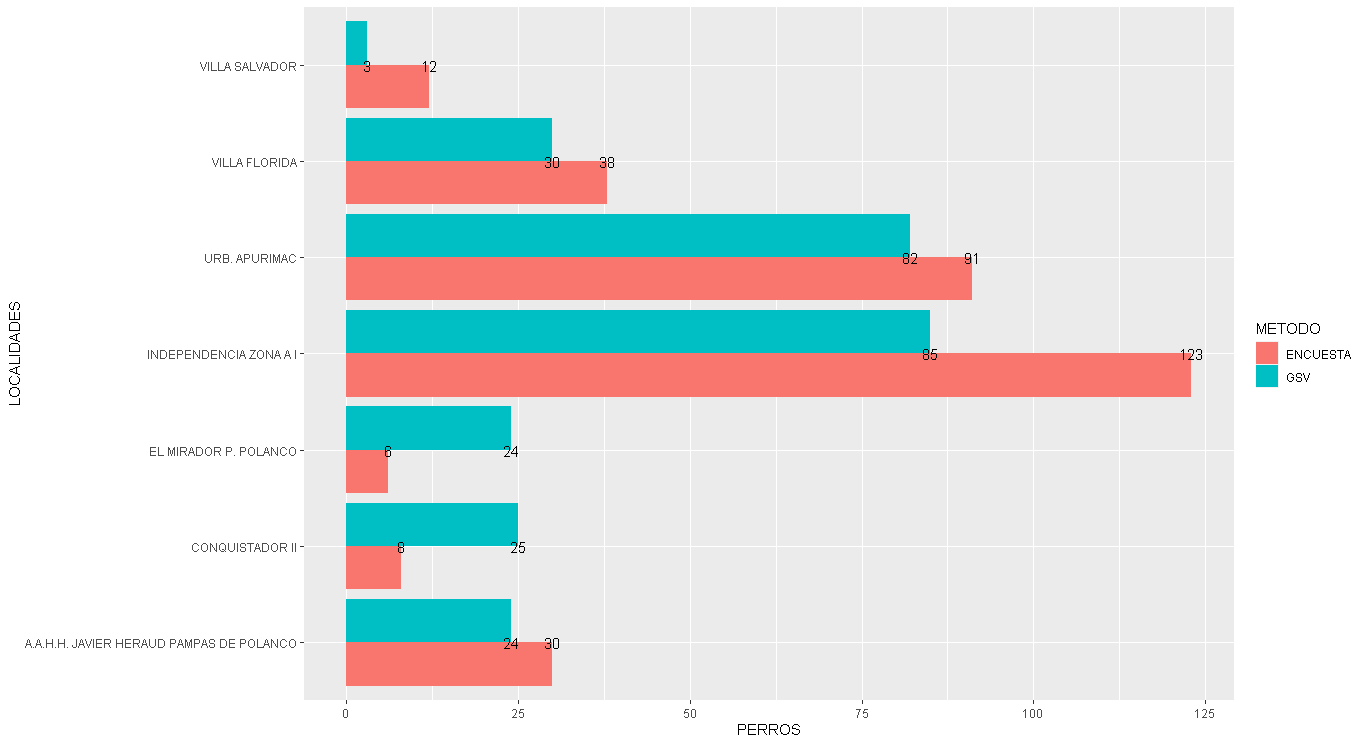 VILLA SALVADOR
3 12
VILLA FLORIDA
30 38
URB. APURIMAC
82 91
INDEPENDENCIA ZONA A I
85 123
EL MIRADOR P. POLANCO
6 24
CONQUISTADOR II
8 25
A.A.H.H. JAVIER HERAUD PAMPAS DE POLANCO
24 30
LOCALIDADES
0 25 50 75 100 125
PERROS
METODO
ENCUESTA
GSV